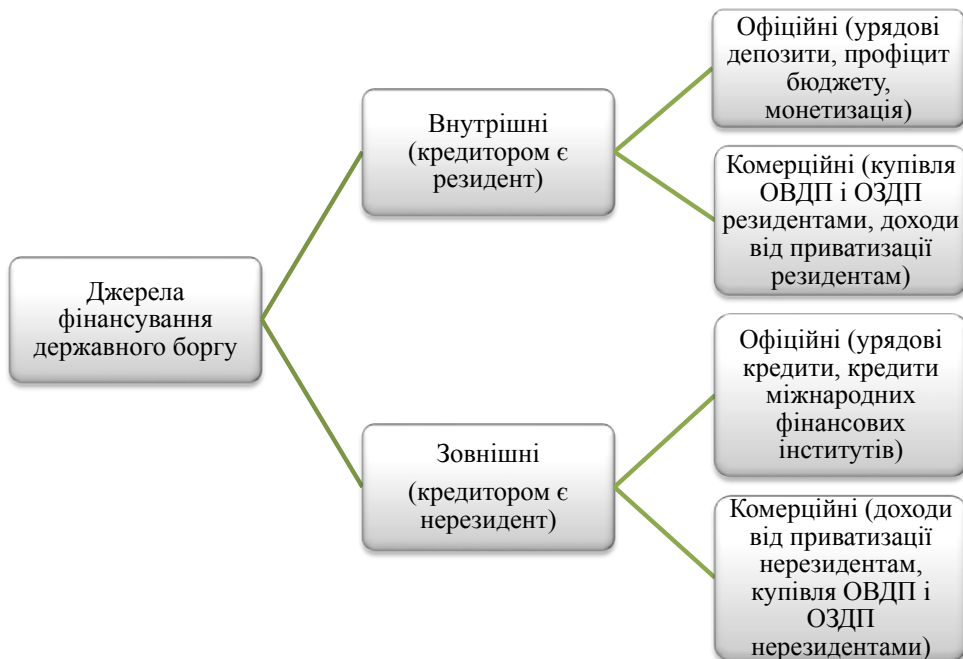 Джерела
фінансування
державного боргу
Внутрішні
(кредитором є
резидент)
Офіційні (урядові
депозити, профіцит
бюджету,
монетизація)
Комерційні (купівля
ОВДП і ОЗДП
резидентами, доходи
від приватизації
резидентам)
Зовнішні
(кредитором є
нерезидент)
Офіційні (урядові
кредити, кредити
міжнародних
фінансових
інститутів)
Комерційні (доходи
від приватизації
нерезидентам,
купівля ОВДП і
ОЗДП
нерезидентами)